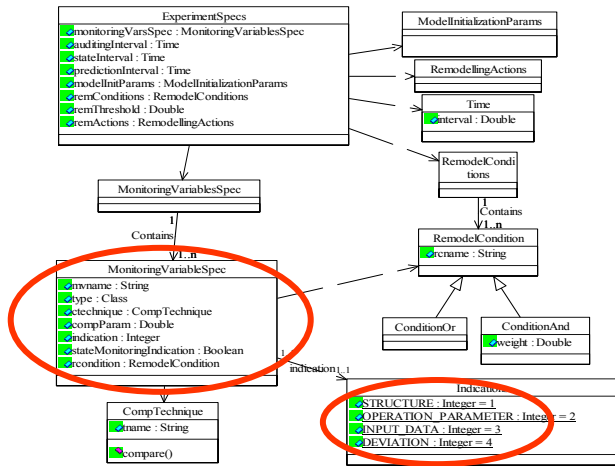 ExperimentSpecs
monitoringVarsSpec : MonitoringVariablesSpec
auditingInterval : Time
stateInterval : Time
predictionInterval : Time
modelInitParams : ModelInitializationParams
remConditions : RemodelConditions
remThreshold : Double
remActions : RemodellingActions
ModelInitializationParams
RemodellingActions
Time
interval : Double
RemodelCondi
tions
MonitoringVariablesSpec
1
Contains
1..n
1
Contains
1..n
RemodelCondition
rcname : String
MonitoringVariableSpec
mvname : String
type : Class
ctechnique : CompTechnique
compParam : Double
indication : Integer
stateMonitoringIndication : Boolean
rcondition : RemodelCondition
ConditionOr
ConditionAnd
weight : Double
indication
1..1
CompTechnique
tname : String
compare()
Indication
STRUCTURE : Integer = 1
OPERATION_PARAMETER : Integer = 2
INPUT_DATA : Integer = 3
DEVIATION : Integer = 4